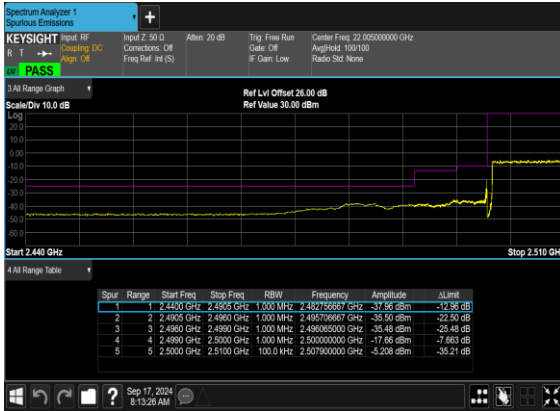 Spectrum Analyzer 1
Spurious Emissions
KEYSIGHT Input: RF Input Z: 50 Ω Atten: 20 dB Trig: Free Run Center Freq: 22.005000000 GHz
R T Coupling: DC Corrections: Off Gate: Off Avg|Hold: 100/100
Align: Off Freq Ref: Int (S) IF Gain: Low Radio Std: None
PASS
3 All Range Graph
Ref Lvl Offset 26.00 dB
Scale/Div 10.0 dB Ref Value 30.00 dBm
Log
20.0
10.0
0.00
-10.0
-20.0
-30.0
-40.0
-50.0
-60.0
Start 2.440 GHz Stop 2.510 GH
4 All Range Table
Spur Range Start Freq Stop Freq RBW Frequency Amplitude ΔLimit
1 1 2.4400 GHz 2.4905 GHz 1.000 MHz 2.482756667 GHz -37.96 dBm -12.96 dB
2 2 2.4905 GHz 2.4960 GHz 1.000 MHz 2.495706667 GHz -35.50 dBm -22.50 dB
3 3 2.4960 GHz 2.4990 GHz 1.000 MHz 2.496065000 GHz -35.48 dBm -25.48 dB
4 4 2.4990 GHz 2.5000 GHz 1.000 MHz 2.500000000 GHz -17.66 dBm -7.663 dB
5 5 2.5000 GHz 2.5100 GHz 100.0 kHz 2.507900000 GHz -5.208 dBm -35.21 dB
?
Sep 17, 2024
8:13:26 AM